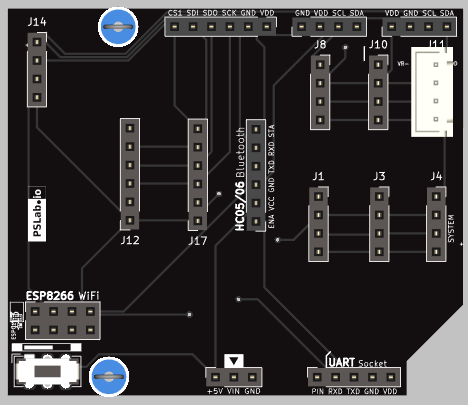 CS1 SDI SDO SCK GND VDD
GND VDD SCL SDA
VDD GND SCL SDA
J14
J8
J10
J11
VR-
HC05/06 Bluetooth
ENA VCC GND TXD RXD STA
PSLab.io
J12
J17
J1
J3
J4
SYSTEM
ESP8266 WiFi
UART Socket
+5V VIN GND
PIN RXD TXD GND VDD